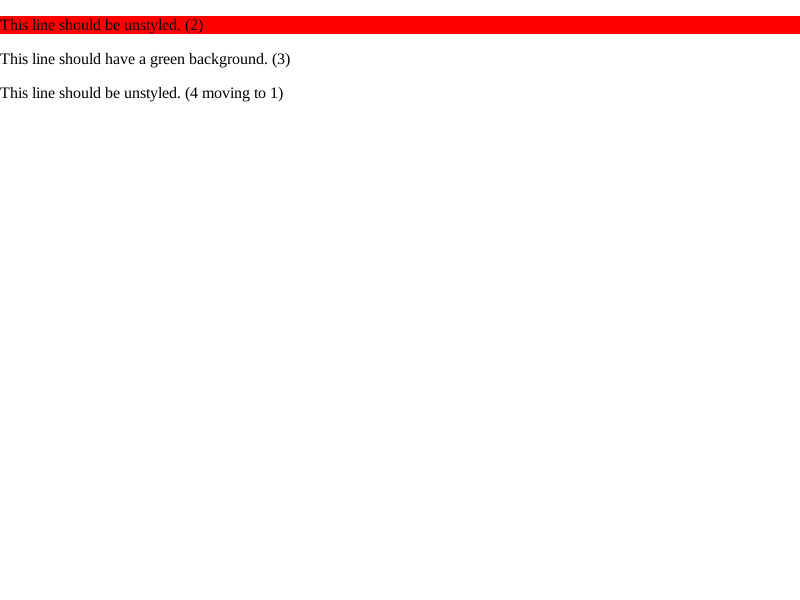 This line should be unstyled. (2)
This line should have a green background. (3)
This line should be unstyled. (4 moving to 1)